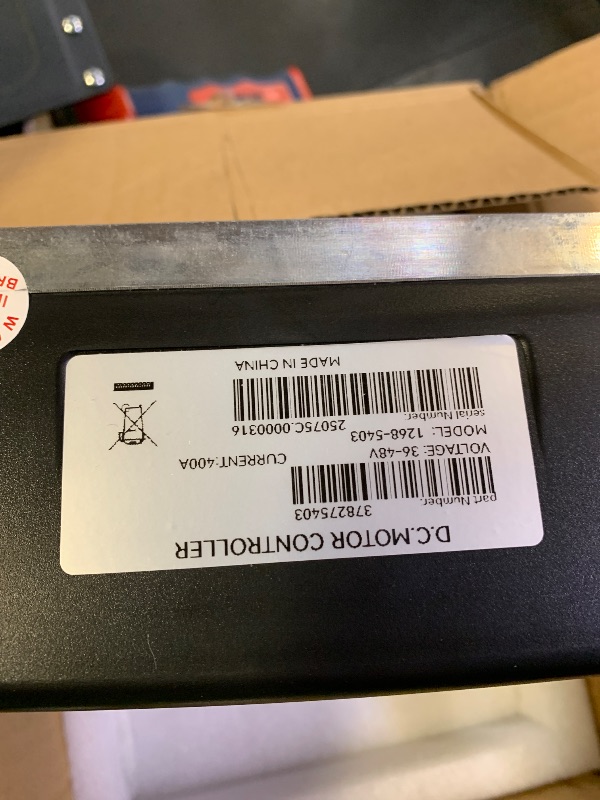 D.C.MOTOR CONTROLLER
378275403
part Number.
VOLTAGE: 36-48V CURRENT:400A
MODEL: 1268-5403
25075C.0000316
serial Number.
MADE IN CHINA